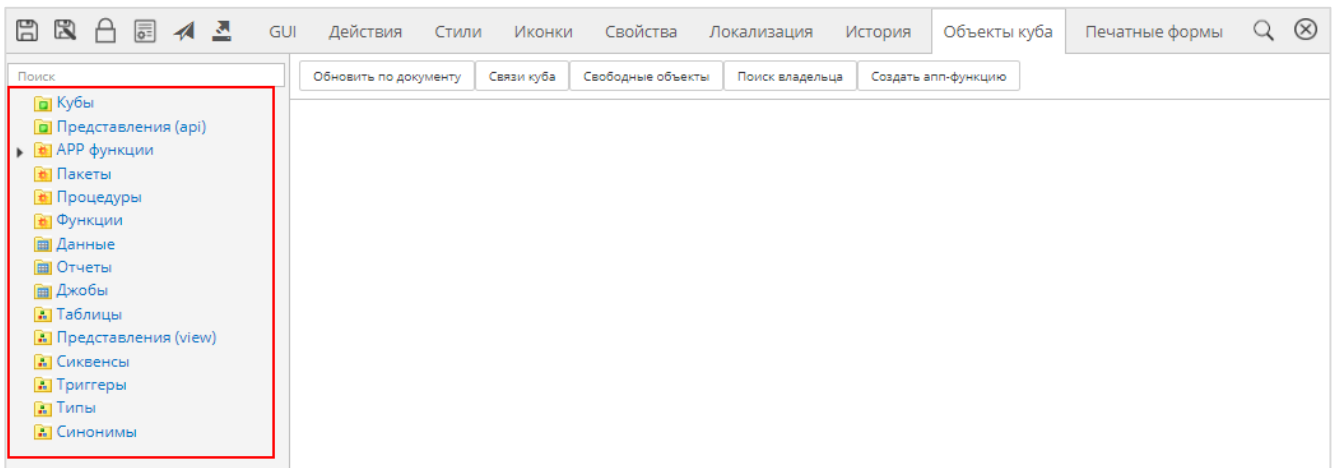 GUI Действия Стили Иконки Свойства Локализация История Объекты куба Печатные формы
Поиск
Обновить по документу Связи куба Свободные объекты Поиск владельца Создать апп-функцию
Кубы
Представления (api)
APP функции
Пакеты
Процедуры
Функции
Данные
Отчеты
Джобы
Таблицы
Представления (view)
Сиквенсы
Триггеры
Типы
Синонимы